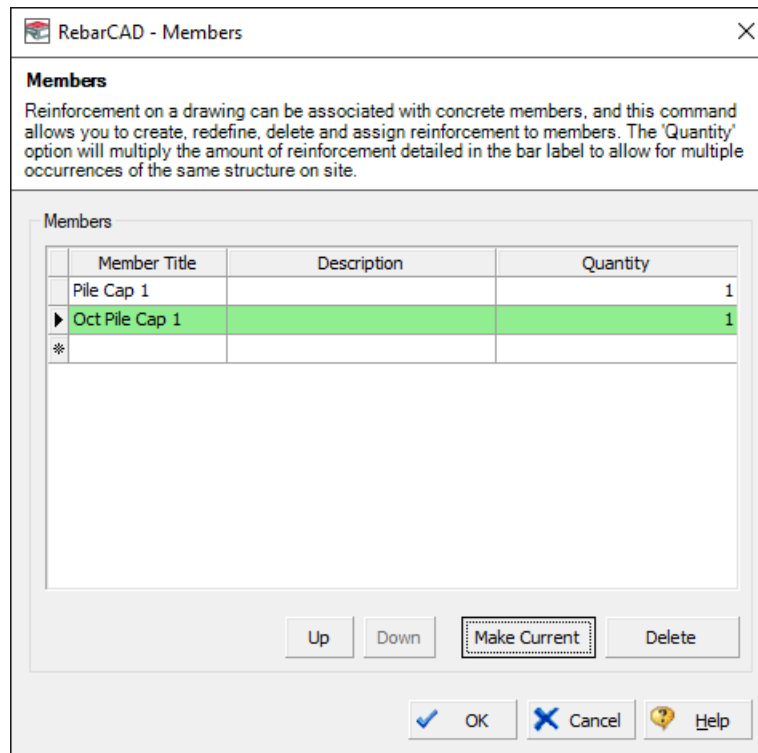 RebarCAD - Members
Members
Reinforcement on a drawing can be associated with concrete members, and this command
allows you to create, redefine, delete and assign reinforcement to members. The 'Quantity'
option will multiply the amount of reinforcement detailed in the bar label to allow for multiple
occurrences of the same structure on site.
Members
Member Title Description Quantity
Pile Cap 1 1
Oct Pile Cap 1 1
Up Down Make Current Delete
OK Cancel Help